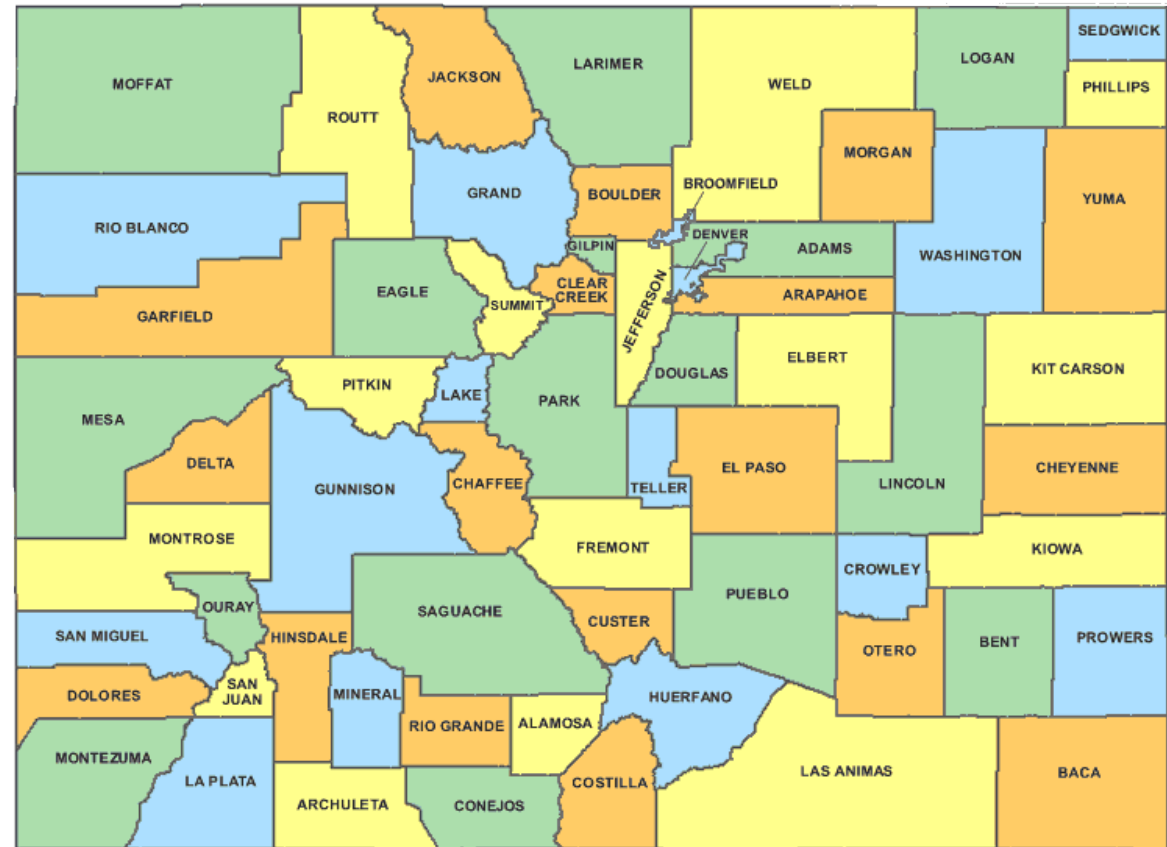 SEDGWICK
LOGAN
LARIMER
JACKSON
MOFFAT
WELD
PHILLIPS
ROUTT
MORGAN
BROOMFIELD
GRAND
BOULDER
YUMA
RIO BLANCO
DENVER
GILPIN
ADAMS
WASHINGTON
EAGLE
CLEAR
CREEK
SUMMIT
ARAPAHOE
GARFIELD
JEFFERSON
ELBERT
KIT CARSON
DOUGLAS
PITKIN
LAKE
PARK
MESA
DELTA
EL PASO
CHEYENNE
CHAFFEE
LINCOLN
GUNNISON
TELLER
MONTROSE
FREMONT
KIOWA
CROWLEY
PUEBLO
OURAY
SAGUACHE
CUSTER
SAN MIGUEL
HINSDALE
PROWERS
BENT
OTERO
SAN
JUAN
DOLORES
MINERAL
HUERFANO
RIO GRANDE
ALAMOSA
MONTEZUMA
LAS ANIMAS
BACA
LA PLATA
COSTILLA
ARCHULETA
CONEJOS